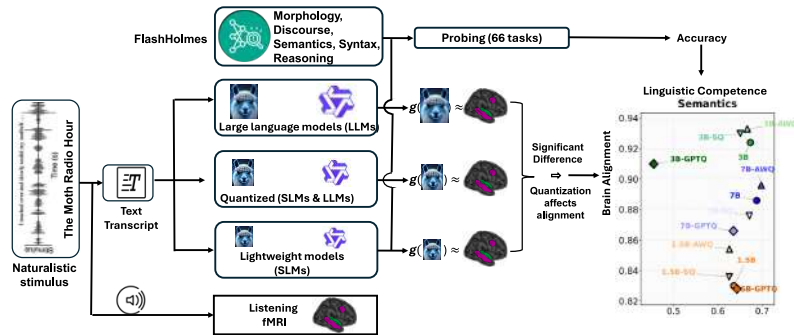 FlashHolmes
Morphology,
Discourse,
Semantics, Syntax,
Reasoning
Probing (66 tasks)
Accuracy
Linguistic Competence
Semantics
The Moth Radio Hour
Time (s)
Stimulus
Naturalistic
stimulus
Text
Transcript
Large language models (LLMs)
Quantized (SLMs & LLMs)
Lightweight models
(SLMs)
g( ) ≈
g( ) ≈
g( ) ≈
Significant
Difference
⇨
Quantization
affects
alignment
Listening
fMRI
Brain Alignment
0.94
0.92
0.90
0.88
0.86
0.84
0.82
0.5
0.6
0.7
3B-AWQ
3B-SQ
3B
3B-GPTQ
7B-AWQ
7B
7B-GPTQ
1.5B-AWQ
1.5B
1.5B-SQ
5B-GPTQ